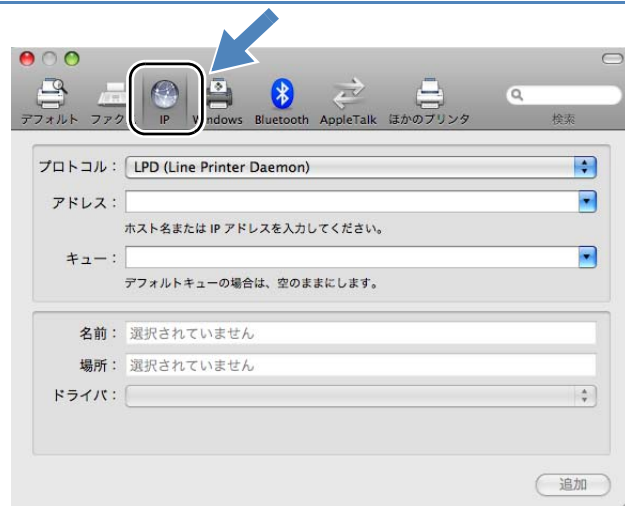 デフォルト ファク IP Windows Bluetooth AppleTalk ほかのプリンタ 検索
プロトコル： LPD (Line Printer Daemon)
アドレス：
ホスト名または IP アドレスを入力してください。
キュー：
デフォルトキューの場合は、空のままにします。
名前： 選択されていません
場所： 選択されていません
ドライバ：
追加